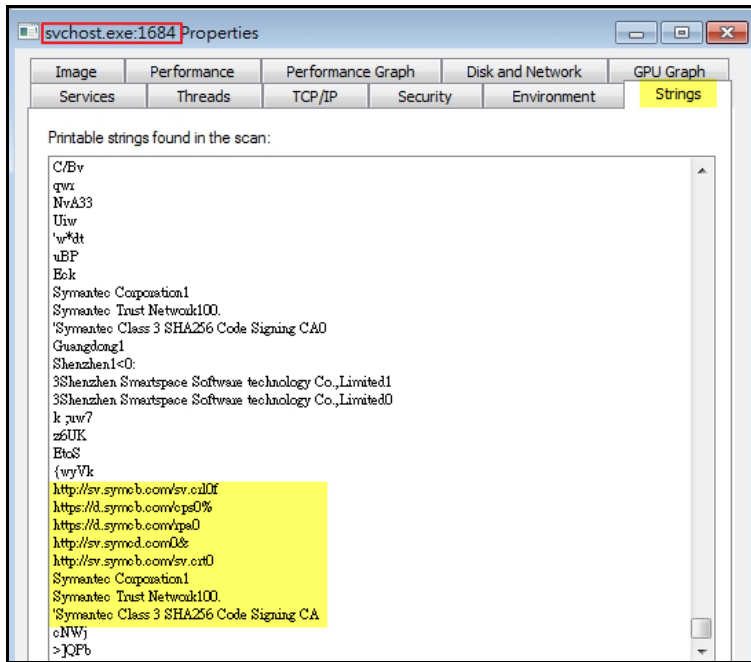 svchost.exe:1684 Properties
Image Performance Performance Graph Disk and Network GPU Graph
Services Threads TCP/IP Security Environment Strings
Printable strings found in the scan:
C/Bv
qwx
NvA33
Uiw
'w*dt
uBP
Eck
Symantec Corporation1
Symantec Trust Network100.
'Symantec Class 3 SHA256 Code Signing CA0
Guangdong1
Shenzhen1<0:
3Shenzhen Smartspace Software technology Co.,Limited1
3Shenzhen Smartspace Software technology Co.,Limited0
k ;uw7
z6UK
EtoS
{wyVk
http://sv.symcb.com/sv.crl0f
https://d.symcb.com/cps0%
https://d.symcb.com/rpa0
http://sv.symcd.com0&
http://sv.symcb.com/sv.crt0
Symantec Corporation1
Symantec Trust Network100.
'Symantec Class 3 SHA256 Code Signing CA
cNWj
>]QPb